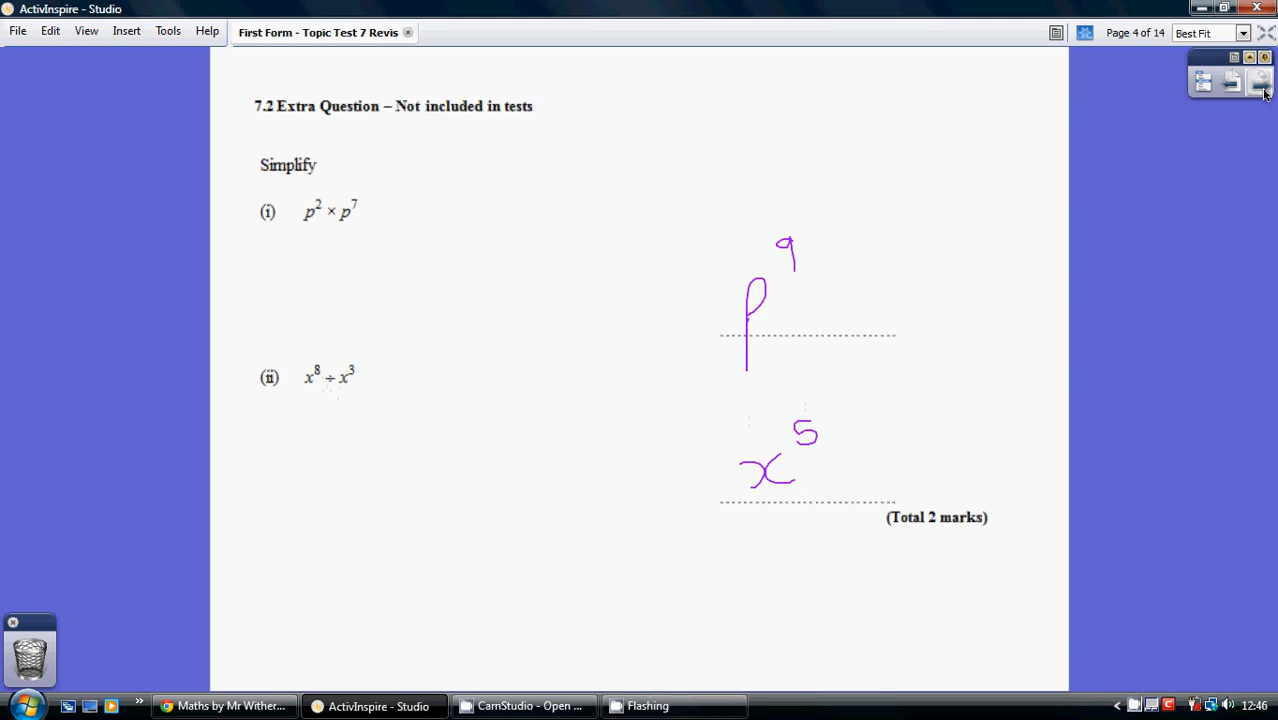 ActivInspire - Studio
File Edit View Insert Tools Help First Form - Topic Test 7 Revis Page 4 of 14 Best Fit
7.2 Extra Question – Not included in tests
Simplify
(i) p² × p⁷
p⁹
(ii) x⁸ ÷ x³
x⁵
(Total 2 marks)
Maths by Mr Wither... ActivInspire - Studio CamStudio - Open ... Flashing 12:46